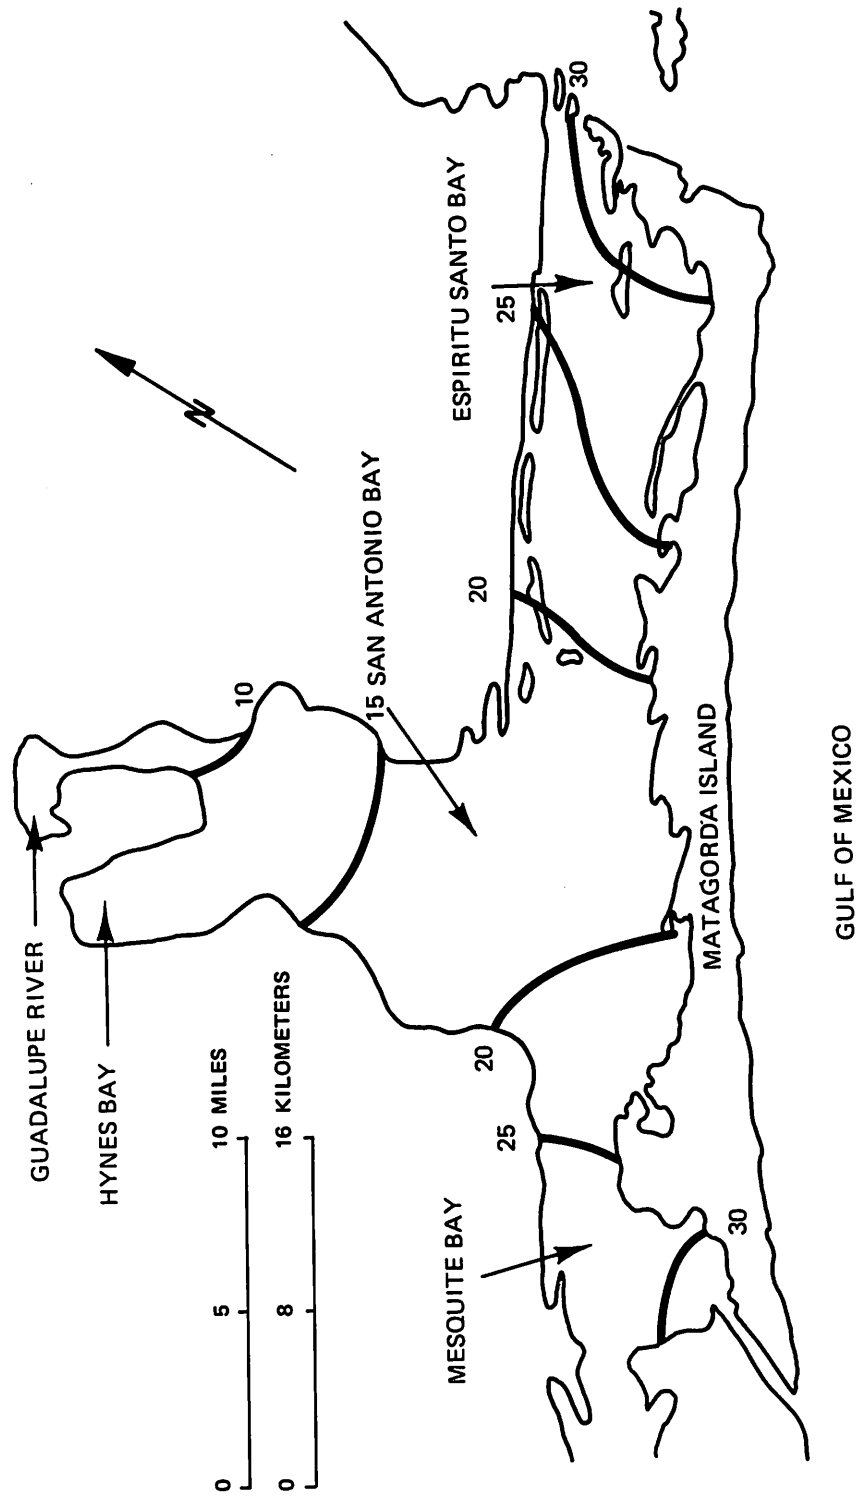 GUADALUPE RIVER
HYNES BAY
0 5 10 MILES
0 8 16 KILOMETERS
10
15 SAN ANTONIO BAY
N
MESQUITE BAY
ESPIRITU SANTO BAY
20
25
20
25
30
30
MATAGORDA ISLAND
GULF OF MEXICO